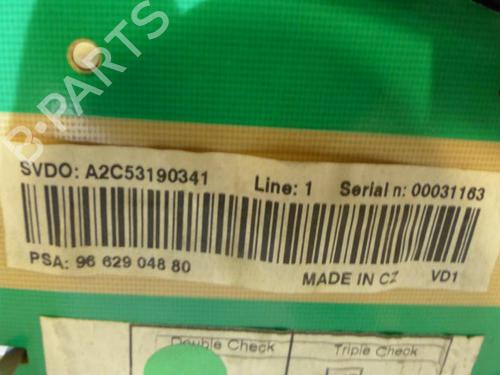 B-PARTS
SVDO: A2C53190341 Line: 1 Serial n: 00031163
PSA: 96 629 048 80 MADE IN CZ VD1
Double Check Triple Check